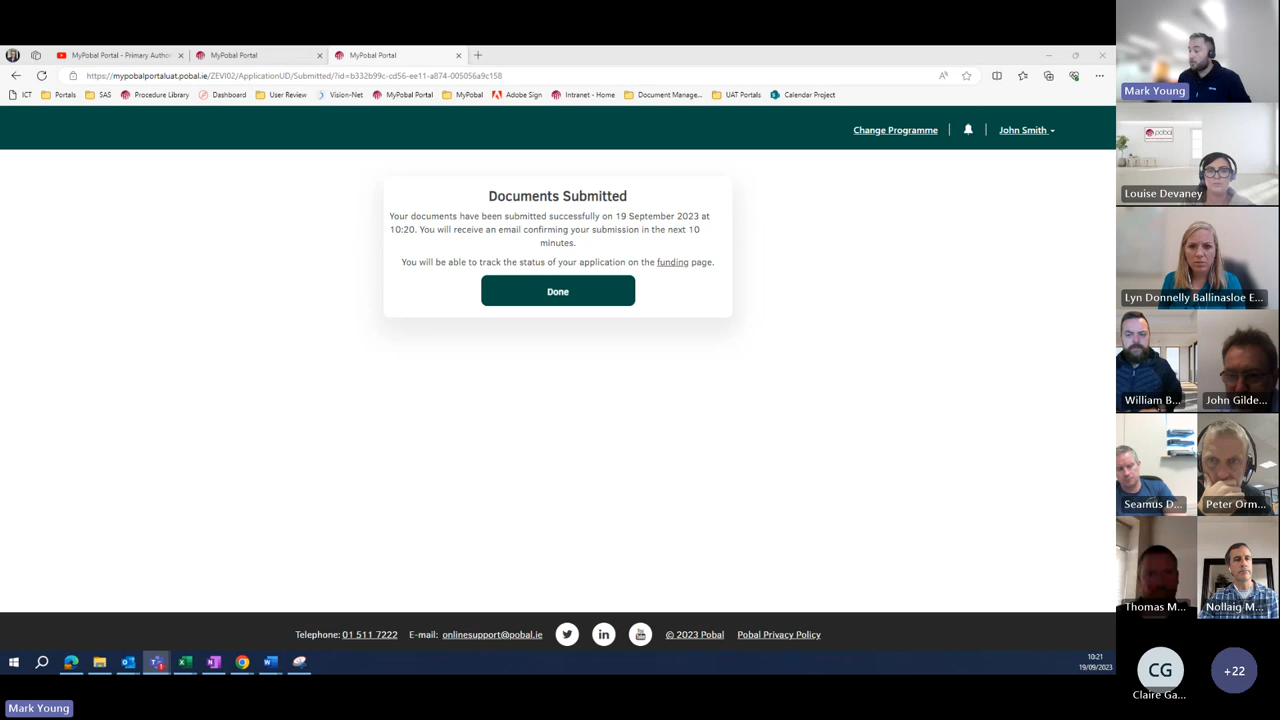 MyPobal Portal - Primary Autho
MyPobal Portal
MyPobal Portal
https://mypobalportaluat.pobal.ie/ZEVI02/ApplicationUD/Submitted/?id=b332b99c-cd56-ee11-a874-005056a9c158
ICT
Portals
SAS
Procedure Library
Dashboard
User Review
Vision-Net
MyPobal Portal
MyPobal
Adobe Sign
Intranet - Home
Document Manage...
UAT Portals
Calendar Project
Change Programme
John Smith
Documents Submitted
Your documents have been submitted successfully on 19 September 2023 at
10:20. You will receive an email confirming your submission in the next 10
minutes.
You will be able to track the status of your application on the funding page.
Done
Telephone: 01 511 7222
E-mail: onlinesupport@pobal.ie
© 2023 Pobal
Pobal Privacy Policy
10:21
19/09/2023
Mark Young
Mark Young
pobal
Louise Devaney
Lyn Donnelly Ballinasloe E...
William B...
John Gilde...
Seamus D...
Peter Orm...
Thomas M...
Nollaig M...
CG
Claire Ga...
+22